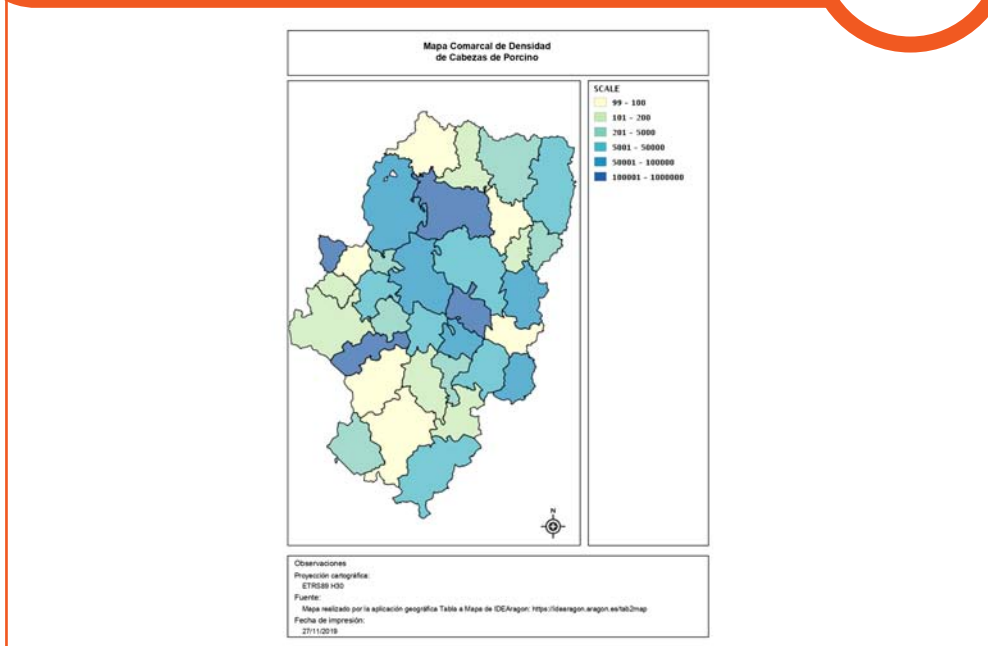 Mapa Comarcal de Densidad
de Cabezas de Porcino
SCALE
99 - 100
101 - 200
201 - 5000
5001 - 50000
50001 - 100000
100001 - 1000000
N
Observaciones
Proyección cartográfica:
ETRS89 H30
Fuente:
Mapa realizado por la aplicación geográfica Tabla a Mapa de IDEAragon: https://idearagon.aragon.es/tab2map
Fecha de impresión:
27/11/2019